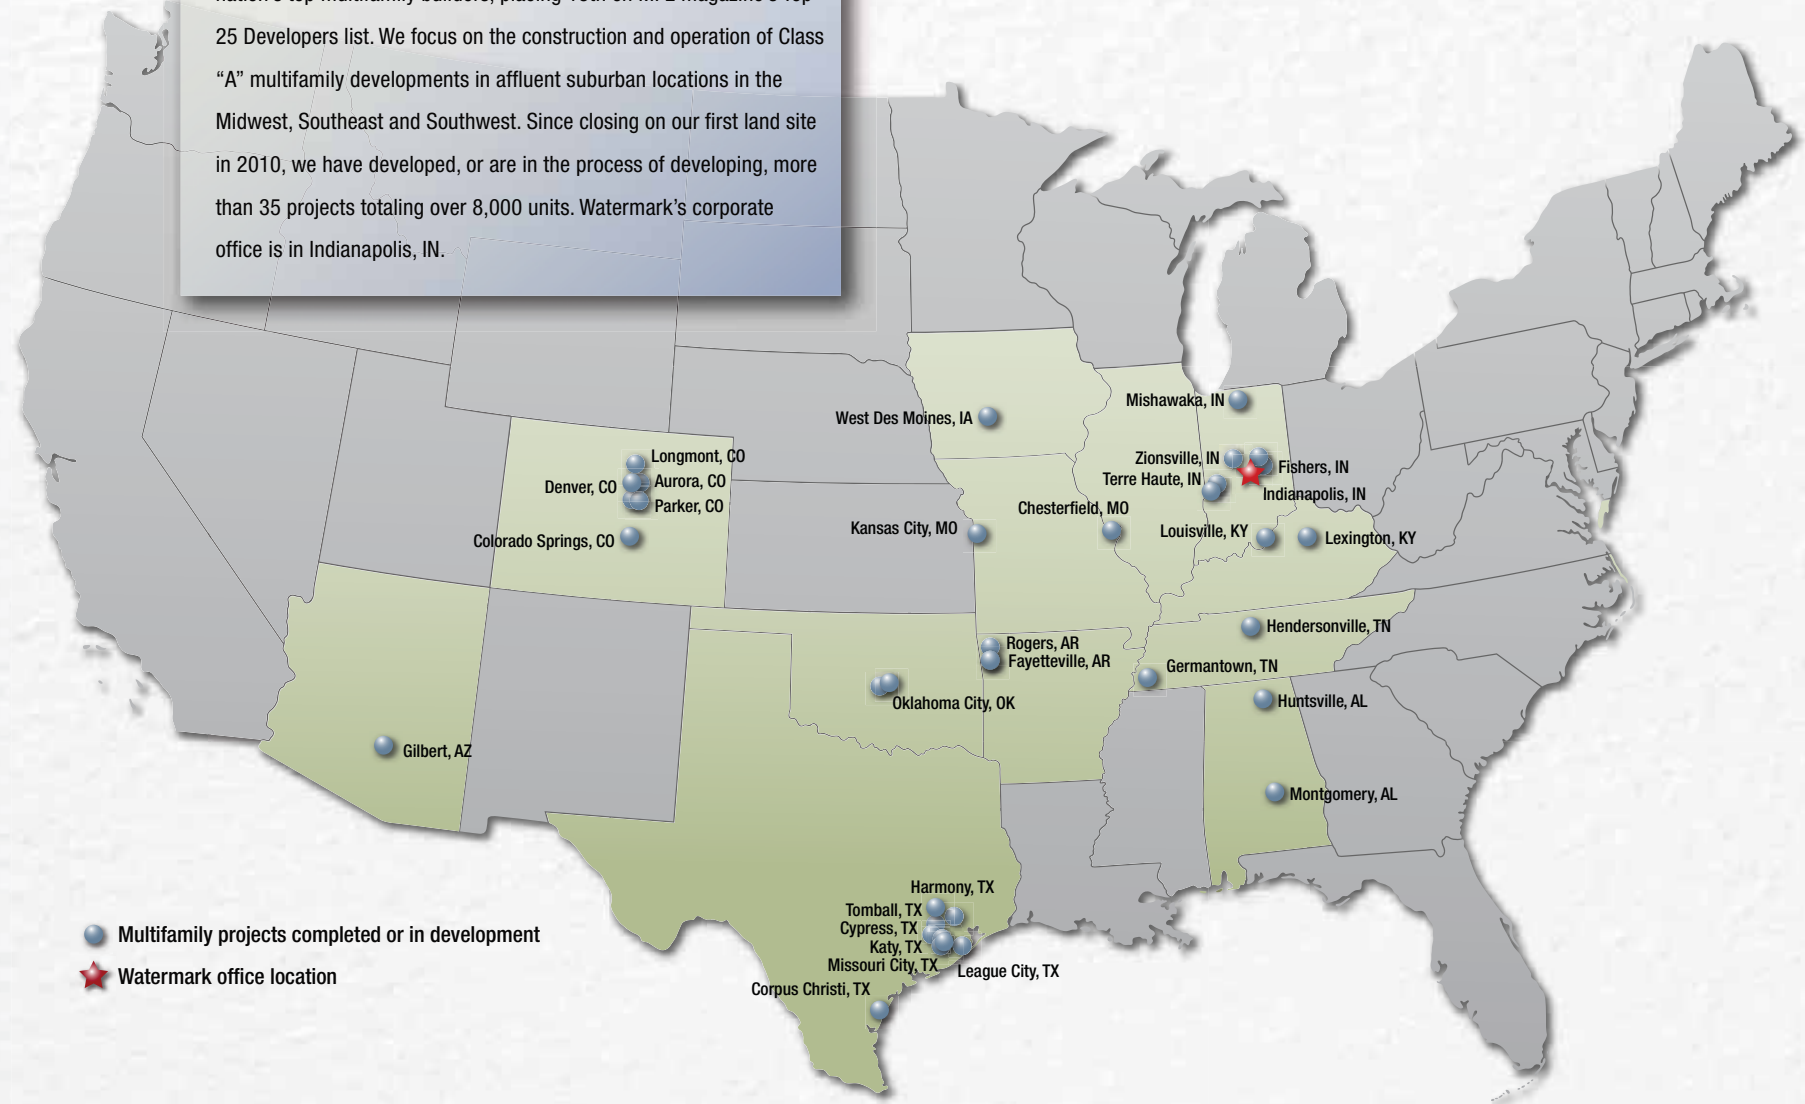 25 Developers list. We focus on the construction and operation of Class
“A” multifamily developments in affluent suburban locations in the
Midwest, Southeast and Southwest. Since closing on our first land site
in 2010, we have developed, or are in the process of developing, more
than 35 projects totaling over 8,000 units. Watermark’s corporate
office is in Indianapolis, IN.
West Des Moines, IA
Mishawaka, IN
Longmont, CO
Aurora, CO
Denver, CO
Parker, CO
Colorado Springs, CO
Zionsville, IN
Fishers, IN
Terre Haute, IN
Indianapolis, IN
Chesterfield, MO
Kansas City, MO
Louisville, KY
Lexington, KY
Hendersonville, TN
Rogers, AR
Fayetteville, AR
Germantown, TN
Oklahoma City, OK
Huntsville, AL
Gilbert, AZ
Montgomery, AL
Harmony, TX
Tomball, TX
Cypress, TX
Katy, TX
Missouri City, TX
League City, TX
Corpus Christi, TX
Multifamily projects completed or in development
Watermark office location